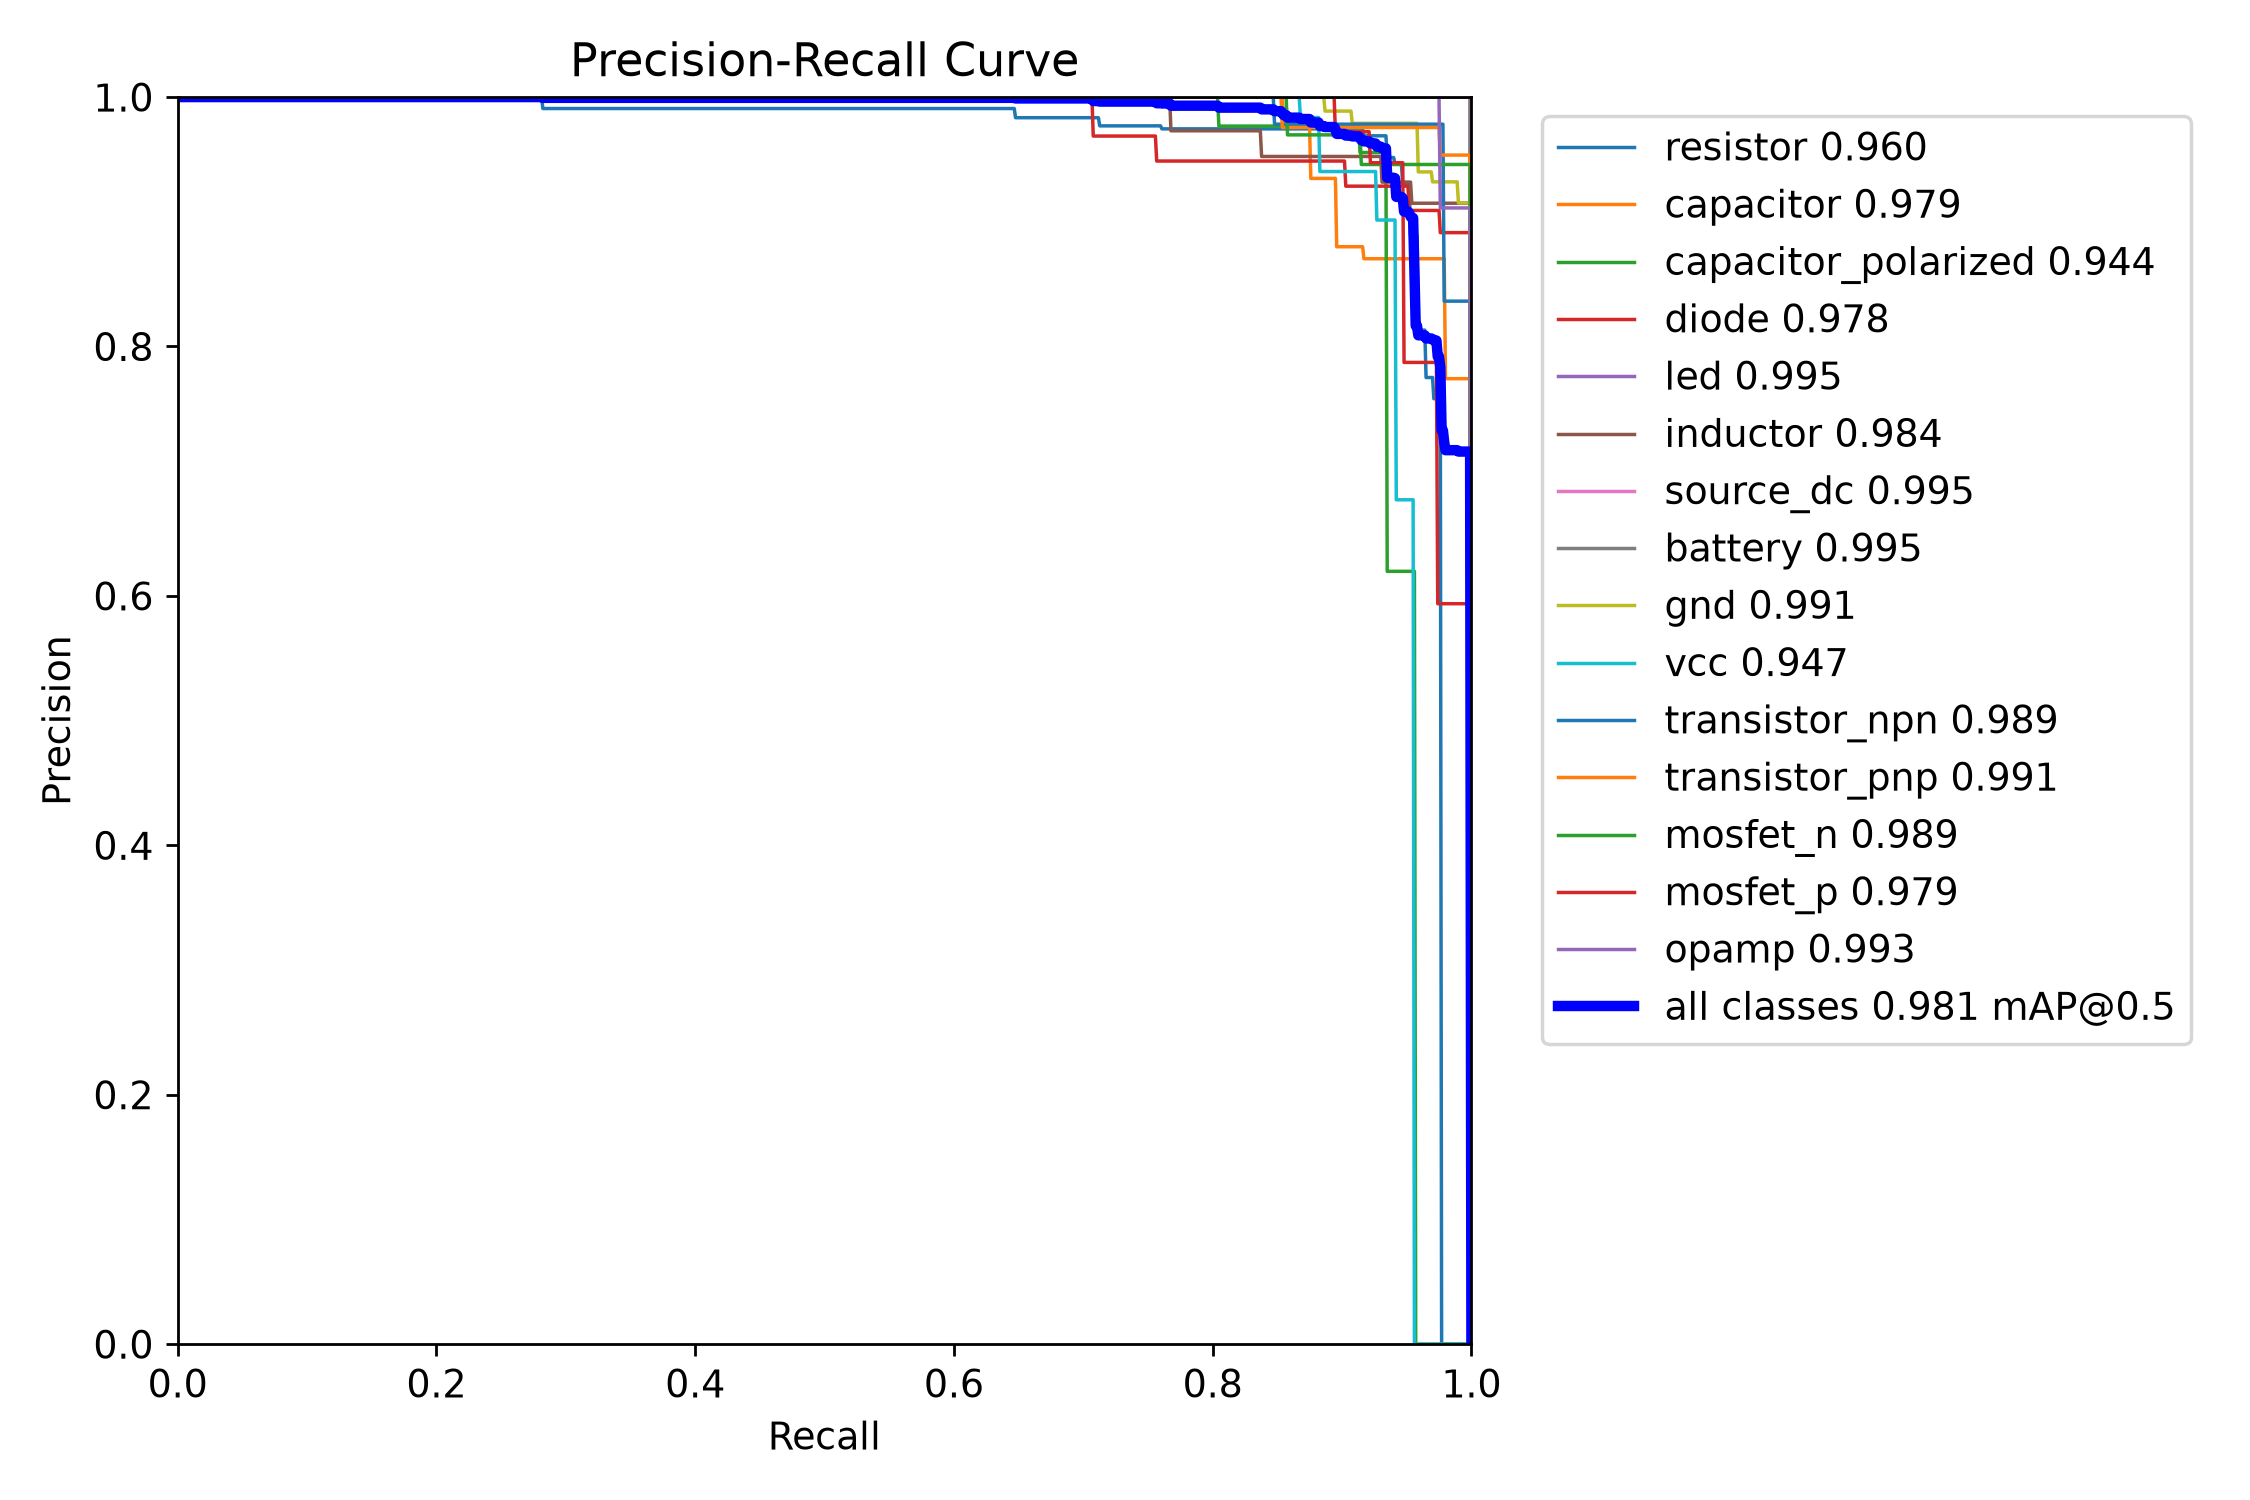 Precision-Recall Curve
1.0
0.8
0.6
0.4
0.2
0.0
Precision
0.0 0.2 0.4 0.6 0.8 1.0
Recall
resistor 0.960
capacitor 0.979
capacitor_polarized 0.944
diode 0.978
led 0.995
inductor 0.984
source_dc 0.995
battery 0.995
gnd 0.991
vcc 0.947
transistor_npn 0.989
transistor_pnp 0.991
mosfet_n 0.989
mosfet_p 0.979
opamp 0.993
all classes 0.981 mAP@0.5